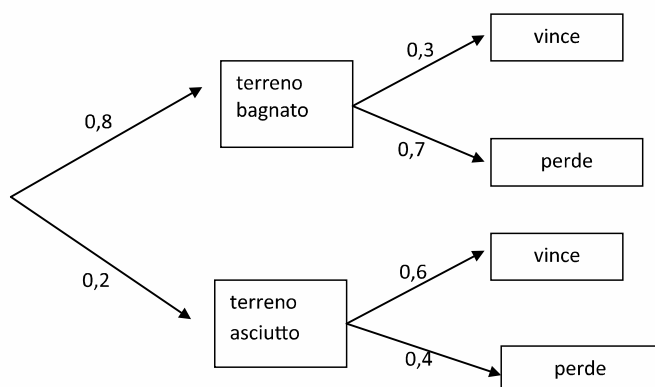 0,3
vince
terreno
bagnato
0,8
0,7
perde
0,2
0,6
vince
terreno
asciutto
0,4
perde